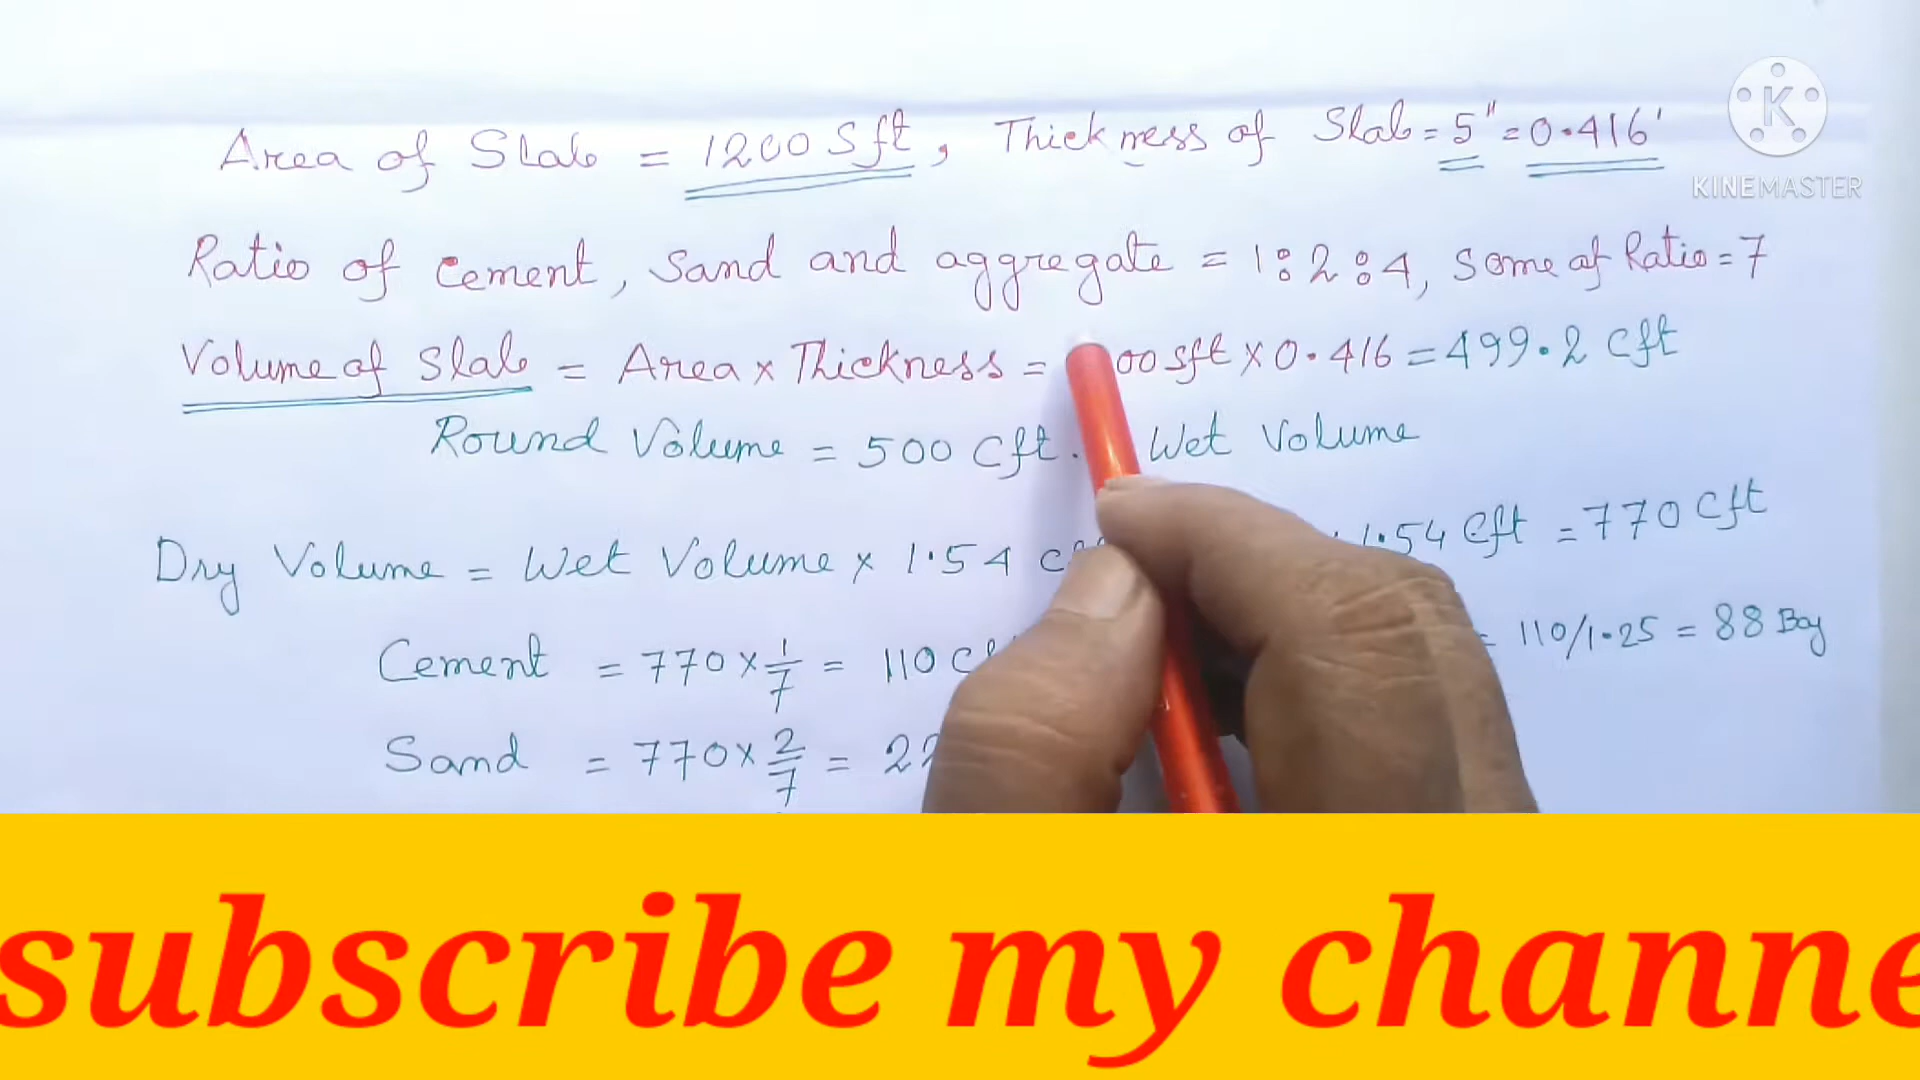 Area of Slab = 1200 Sft, Thickness of Slab = 5" = 0.416'
KINEMASTER
Ratio of Cement, Sand and aggregate = 1:2:4, Some of Ratio = 7
Volume of Slab = Area x Thickness = 00 sft x 0.416 = 499.2 Cft
Round Volume = 500 Cft. Wet Volume
Dry Volume = Wet Volume x 1.54 1.54 Cft = 770 Cft
Cement = 770 x 1/7 = 110 = 110/1.25 = 88 Bag
Sand = 770 x 2/7 =
subscribe my channe